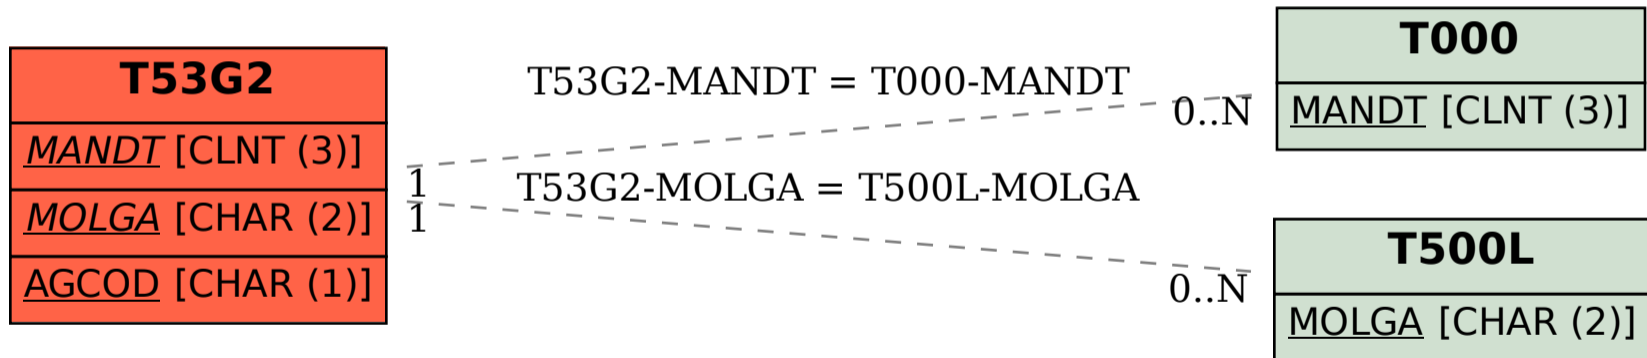 T53G2
MANDT [CLNT (3)]
MOLGA [CHAR (2)]
AGCOD [CHAR (1)]
T53G2-MANDT = T000-MANDT
0..N
1
T53G2-MOLGA = T500L-MOLGA
1
0..N
T000
MANDT [CLNT (3)]
T500L
MOLGA [CHAR (2)]